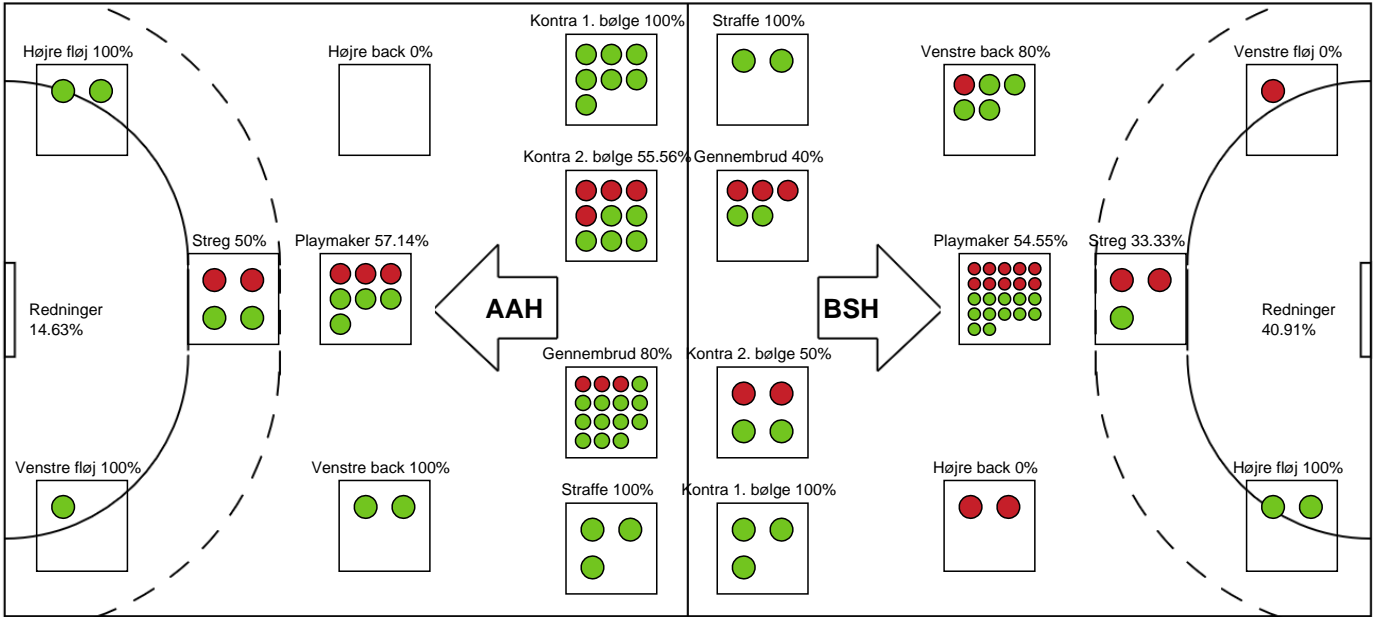 Kontra 1. bølge 100%
Straffe 100%
Højre fløj 100%
Højre back 0%
Venstre back 80%
Venstre fløj 0%
Kontra 2. bølge 55.56%
Gennembrud 40%
Streg 50%
Playmaker 57.14%
Playmaker 54.55%
Streg 33.33%
Redninger
14.63%
AAH
BSH
Redninger
40.91%
Gennembrud 80%
Kontra 2. bølge 50%
Venstre fløj 100%
Venstre back 100%
Højre back 0%
Højre fløj 100%
Straffe 100%
Kontra 1. bølge 100%